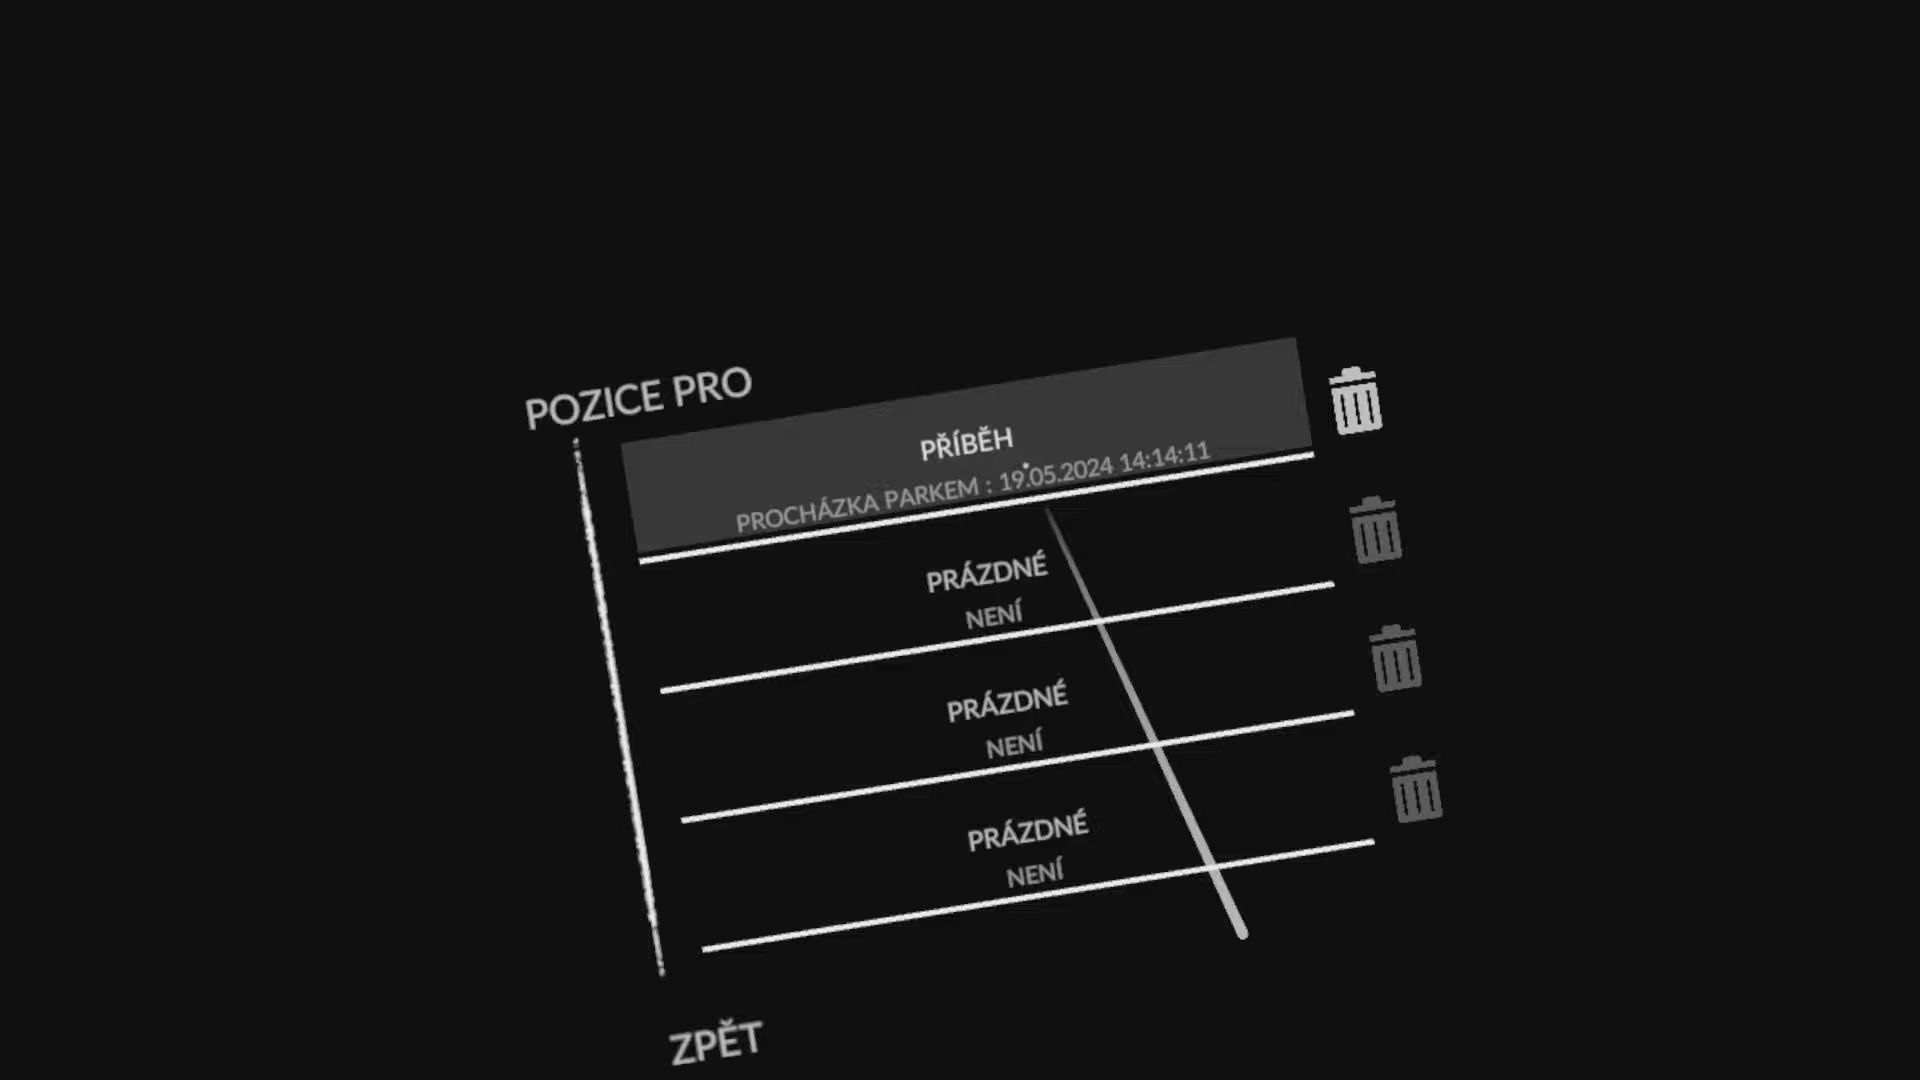 POZICE PRO
PŘÍBĚH
PROCHÁZKA PARKEM : 19.05.2024 14:14:11
PRÁZDNÉ
NENÍ
PRÁZDNÉ
NENÍ
PRÁZDNÉ
NENÍ
ZPĚT